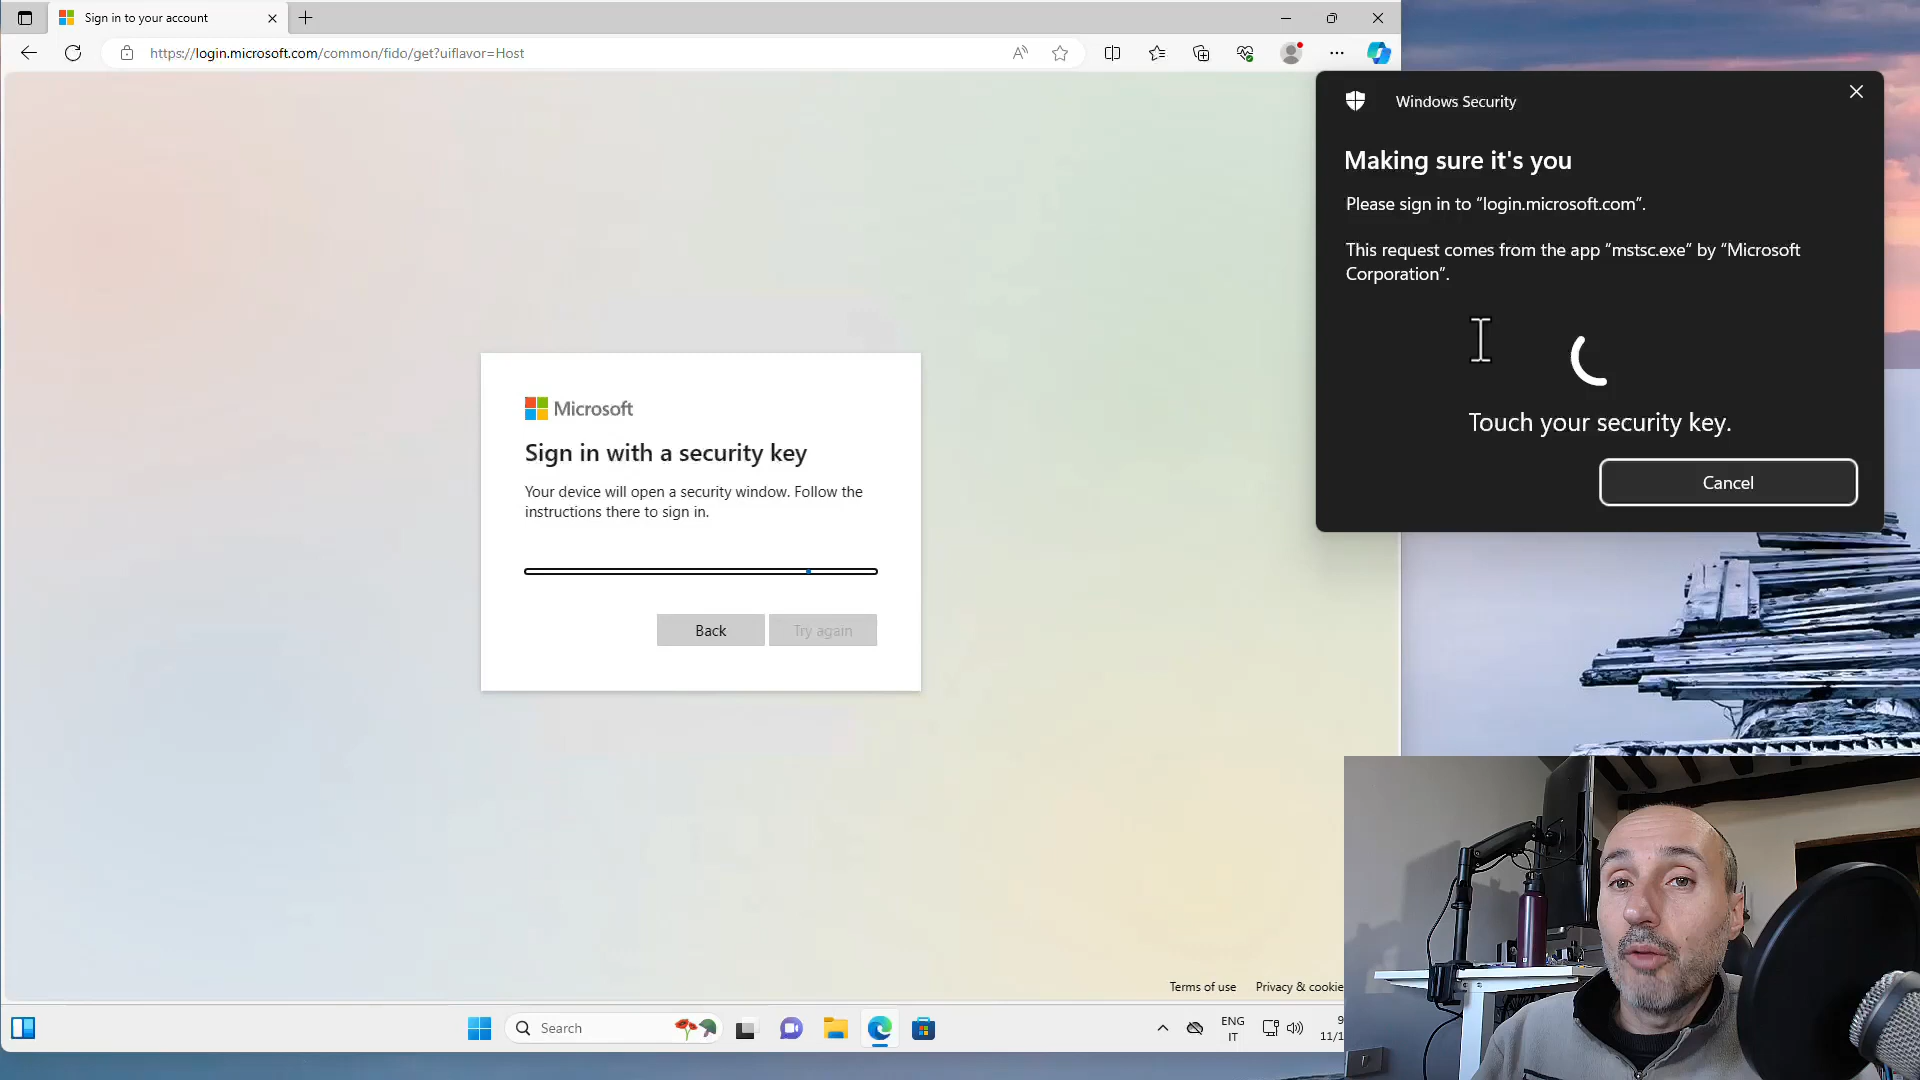 Sign in to your account
https://login.microsoft.com/common/fido/get?uiflavor=Host
Windows Security
Making sure it's you
Please sign in to “login.microsoft.com”.
This request comes from the app “mstsc.exe” by “Microsoft
Corporation”.
Touch your security key.
Cancel
Microsoft
Sign in with a security key
Your device will open a security window. Follow the
instructions there to sign in.
Back
Try again
Terms of use
Privacy & cookie
Search
ENG
IT
9
11/1